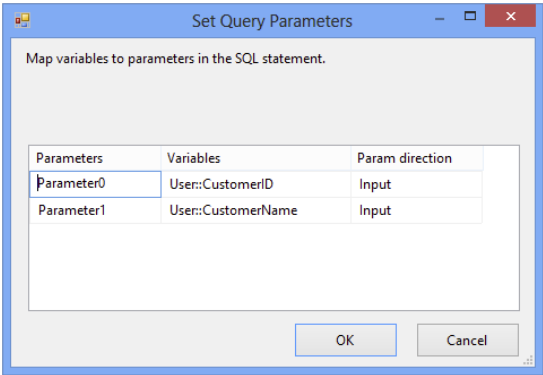 Set Query Parameters
Map variables to parameters in the SQL statement.
Parameters Variables Param direction
Parameter0 User::CustomerID Input
Parameter1 User::CustomerName Input
OK Cancel